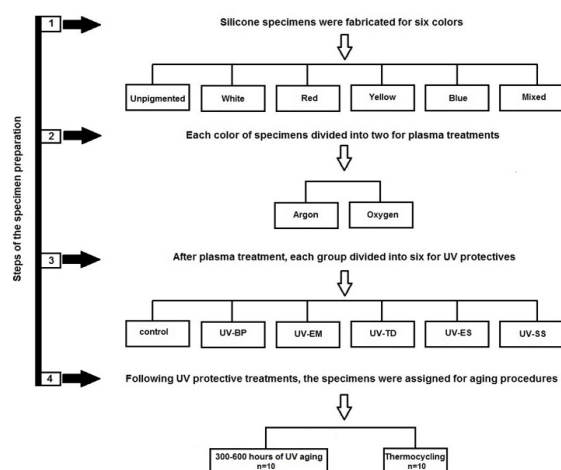 Steps of the specimen preparation
1
Silicone specimens were fabricated for six colors
Unpigmented White Red Yellow Blue Mixed
2
Each color of specimens divided into two for plasma treatments
Argon Oxygen
3
After plasma treatment, each group divided into six for UV protectives
control UV-BP UV-EM UV-TD UV-ES UV-SS
4
Following UV protective treatments, the specimens were assigned for aging procedures
300-600 hours of UV aging Thermocycling
n=10 n=10